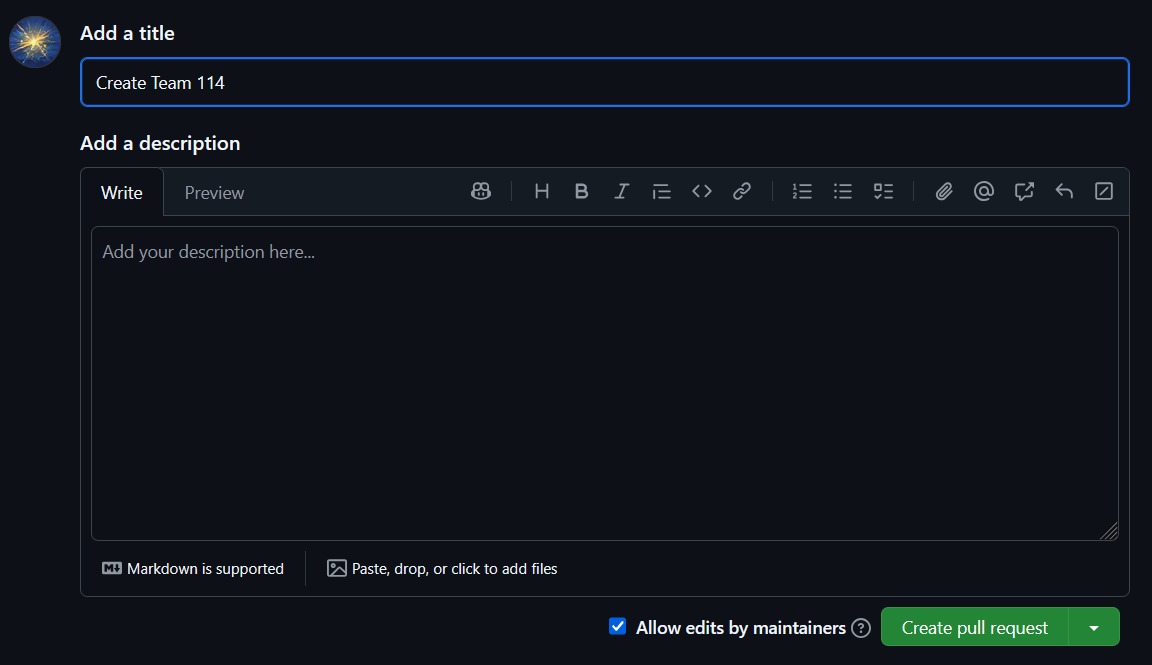 Add a title
Create Team 114
Add a description
Write Preview
Add your description here...
Markdown is supported Paste, drop, or click to add files
Allow edits by maintainers Create pull request